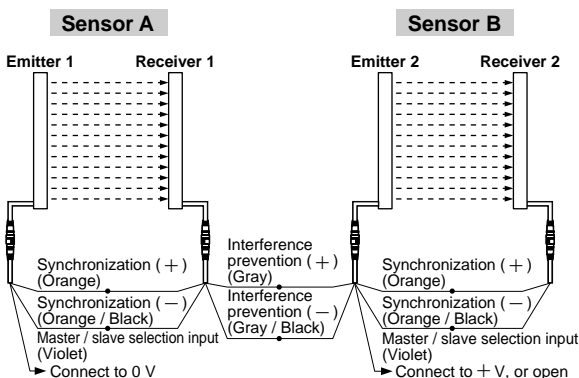 Sensor A
Sensor B
Emitter 1
Receiver 1
Emitter 2
Receiver 2
Synchronization (+)
(Orange)
Synchronization (−)
(Orange / Black)
Master / slave selection input
(Violet)
Connect to 0 V
Interference
prevention (+)
(Gray)
Interference
prevention (−)
(Gray / Black)
Synchronization (+)
(Orange)
Synchronization (−)
(Orange / Black)
Master / slave selection input
(Violet)
Connect to + V, or open